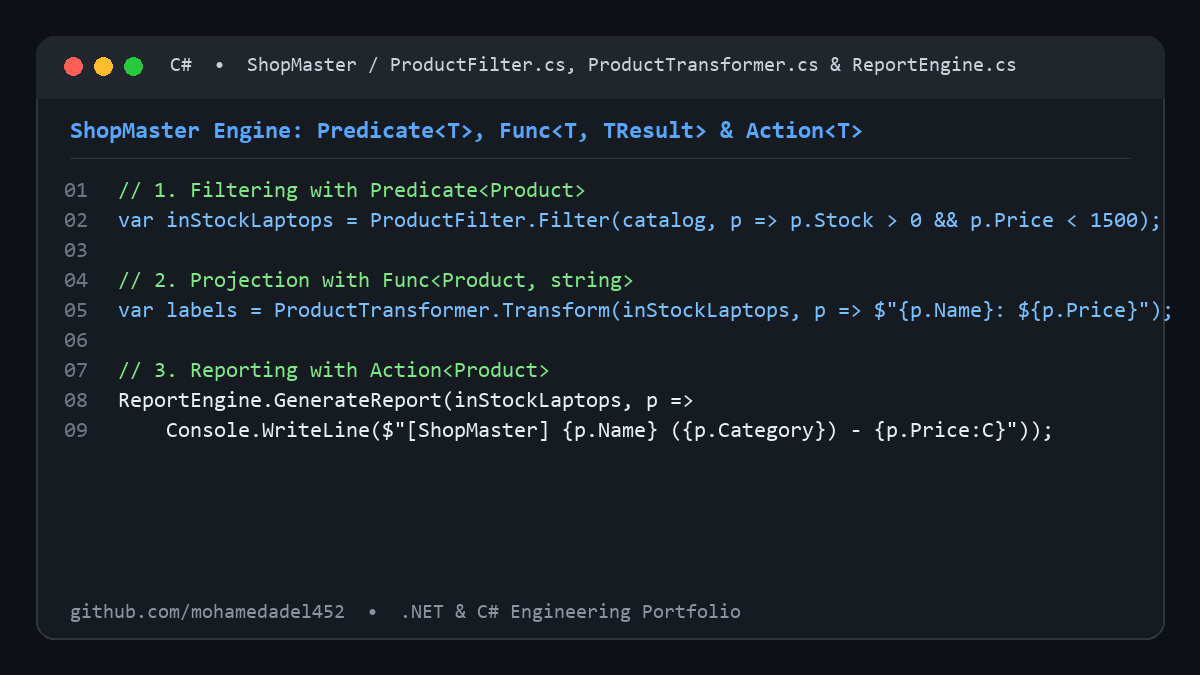 C# • ShopMaster / ProductFilter.cs, ProductTransformer.cs & ReportEngine.cs
ShopMaster Engine: Predicate<T>, Func<T, TResult> & Action<T>
01 // 1. Filtering with Predicate<Product>
02 var inStockLaptops = ProductFilter.Filter(catalog, p => p.Stock > 0 && p.Price < 1500);
03
04 // 2. Projection with Func<Product, string>
05 var labels = ProductTransformer.Transform(inStockLaptops, p => $"{p.Name}: ${p.Price}");
06
07 // 3. Reporting with Action<Product>
08 ReportEngine.GenerateReport(inStockLaptops, p =>
09     Console.WriteLine($"[ShopMaster] {p.Name} ({p.Category}) - {p.Price:C}"));
github.com/mohamedadel452 • .NET & C# Engineering Portfolio